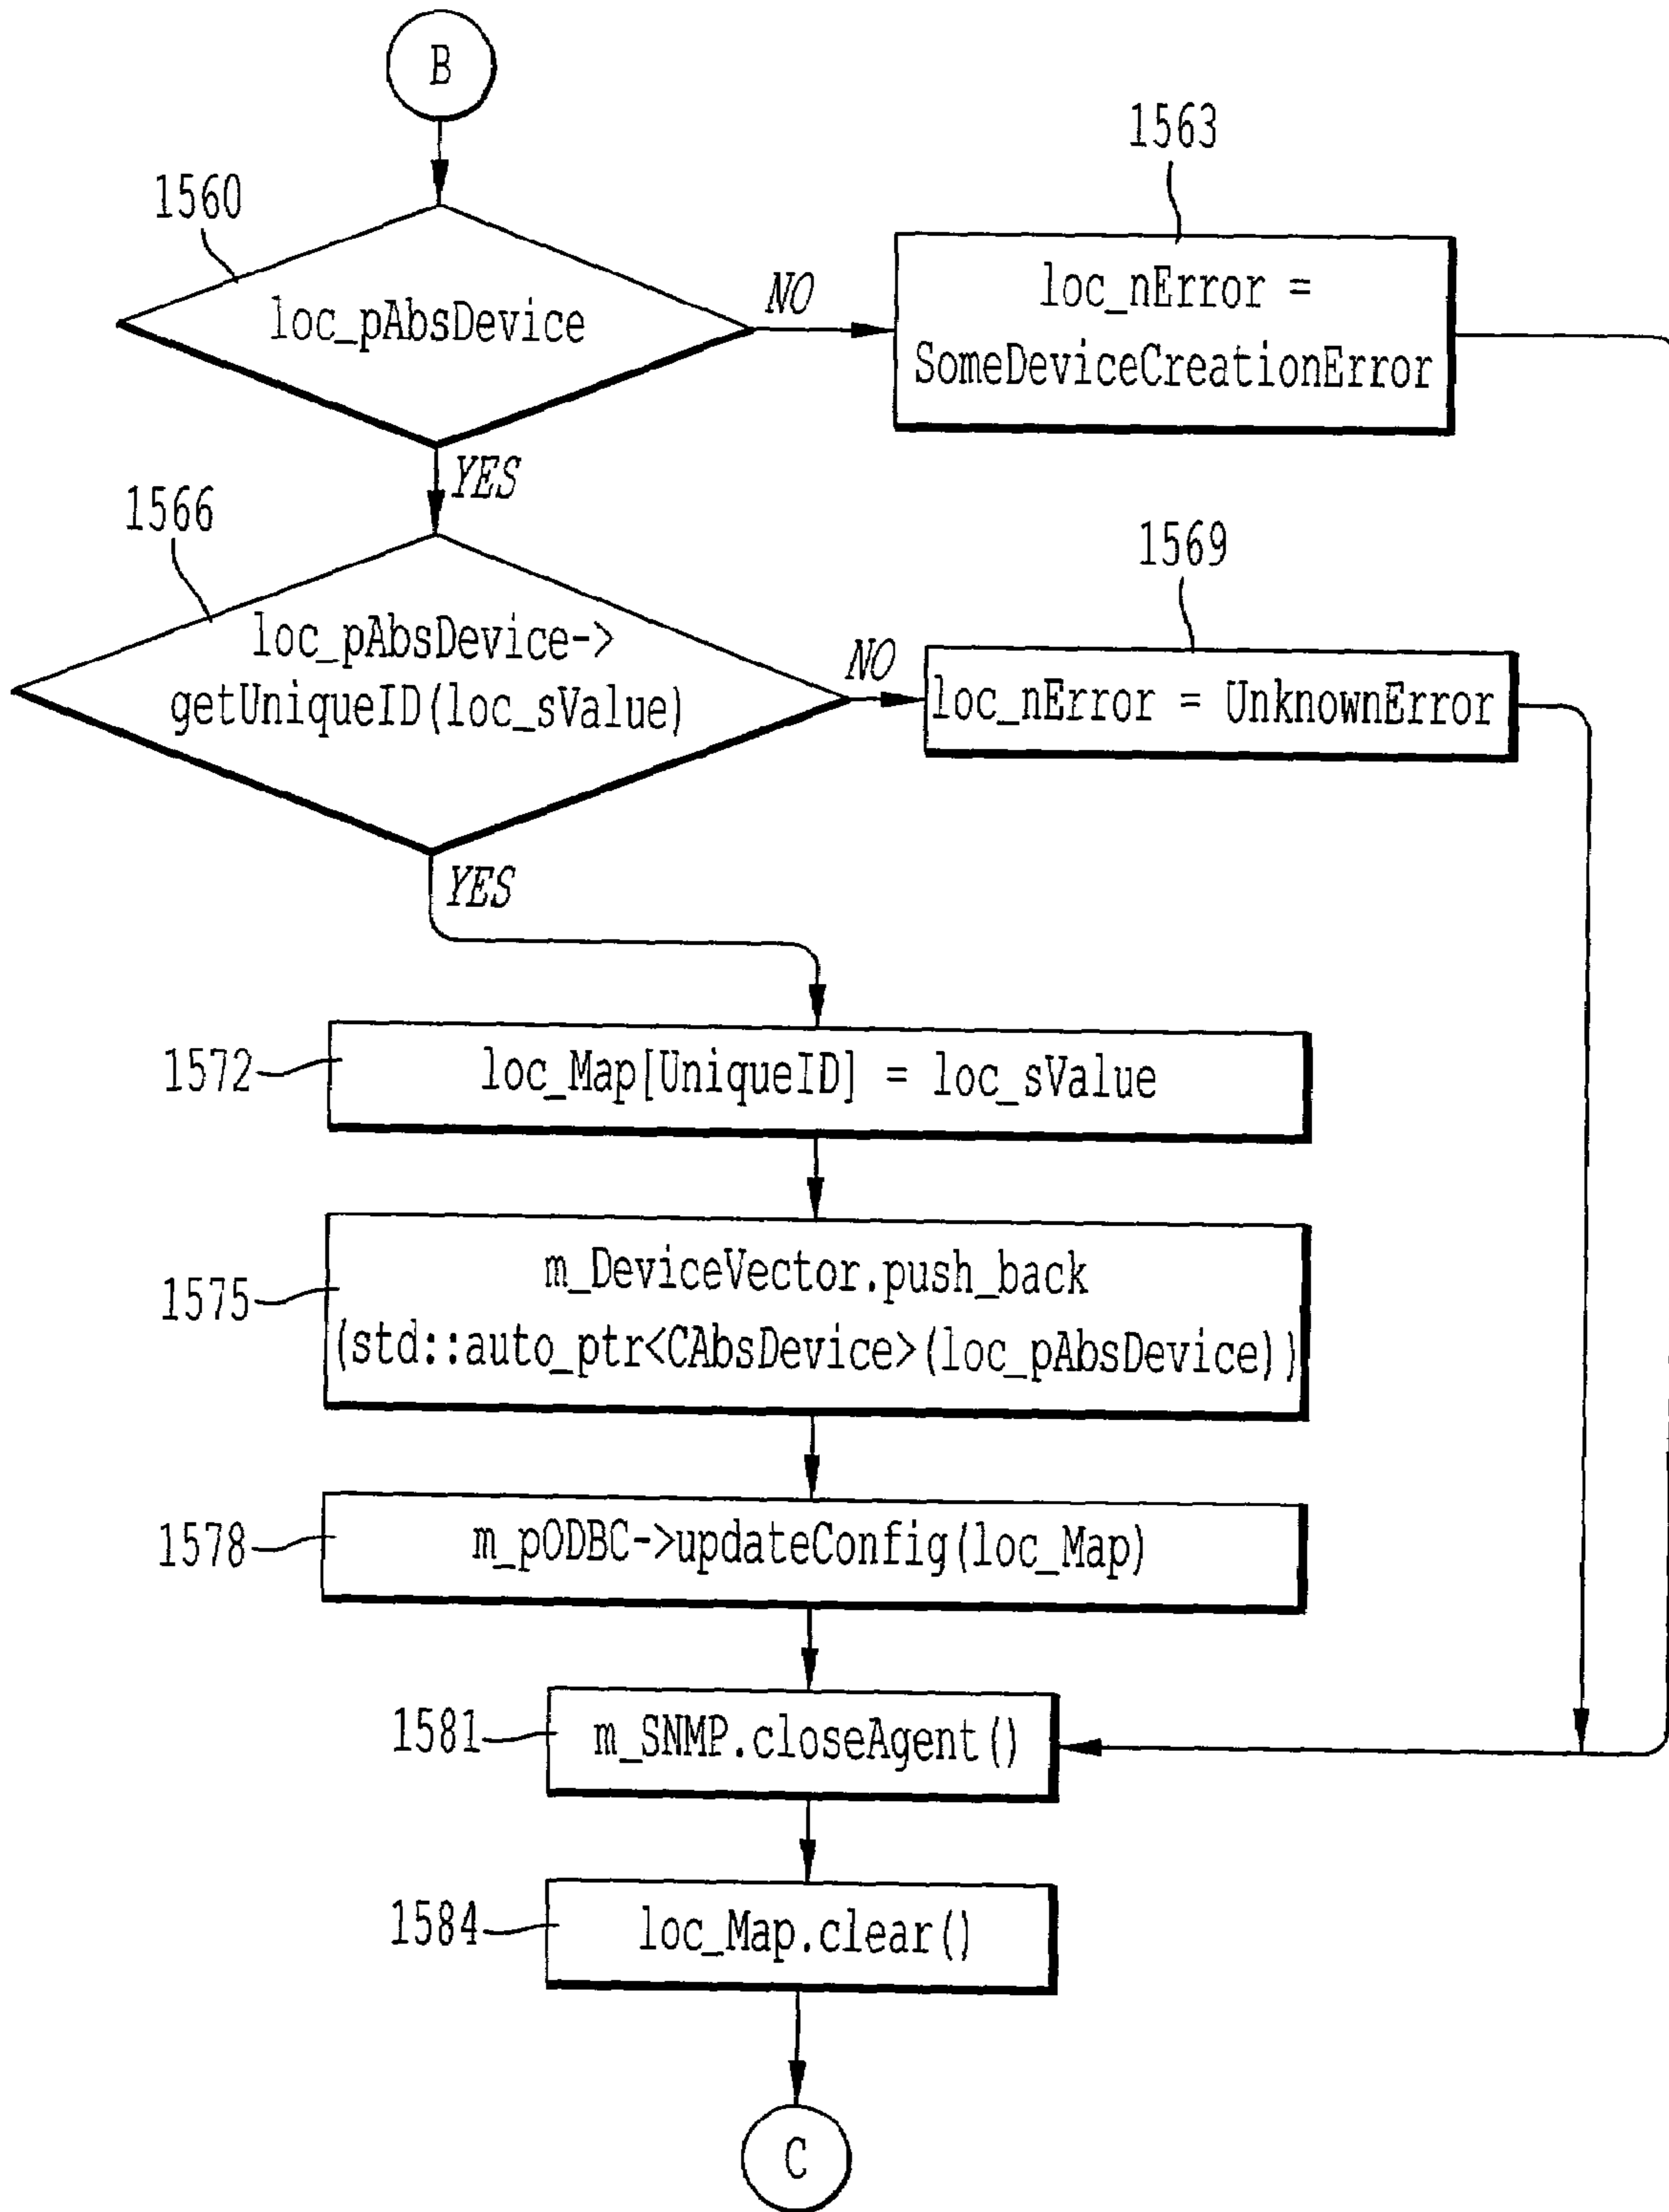 B
1560
loc_pAbsDevice
NO
1563
loc_nError =
SomeDeviceCreationError
YES
1566
loc_pAbsDevice->
getUniqueID(loc_sValue)
NO
1569
loc_nError = UnknownError
YES
1572
loc_Map[UniqueID] = loc_sValue
1575
m_DeviceVector.push_back
(std::auto_ptr<CAbsDevice>(loc_pAbsDevice))
1578
m_pODBC->updateConfig(loc_Map)
1581
m_SNMP.closeAgent()
1584
loc_Map.clear()
C